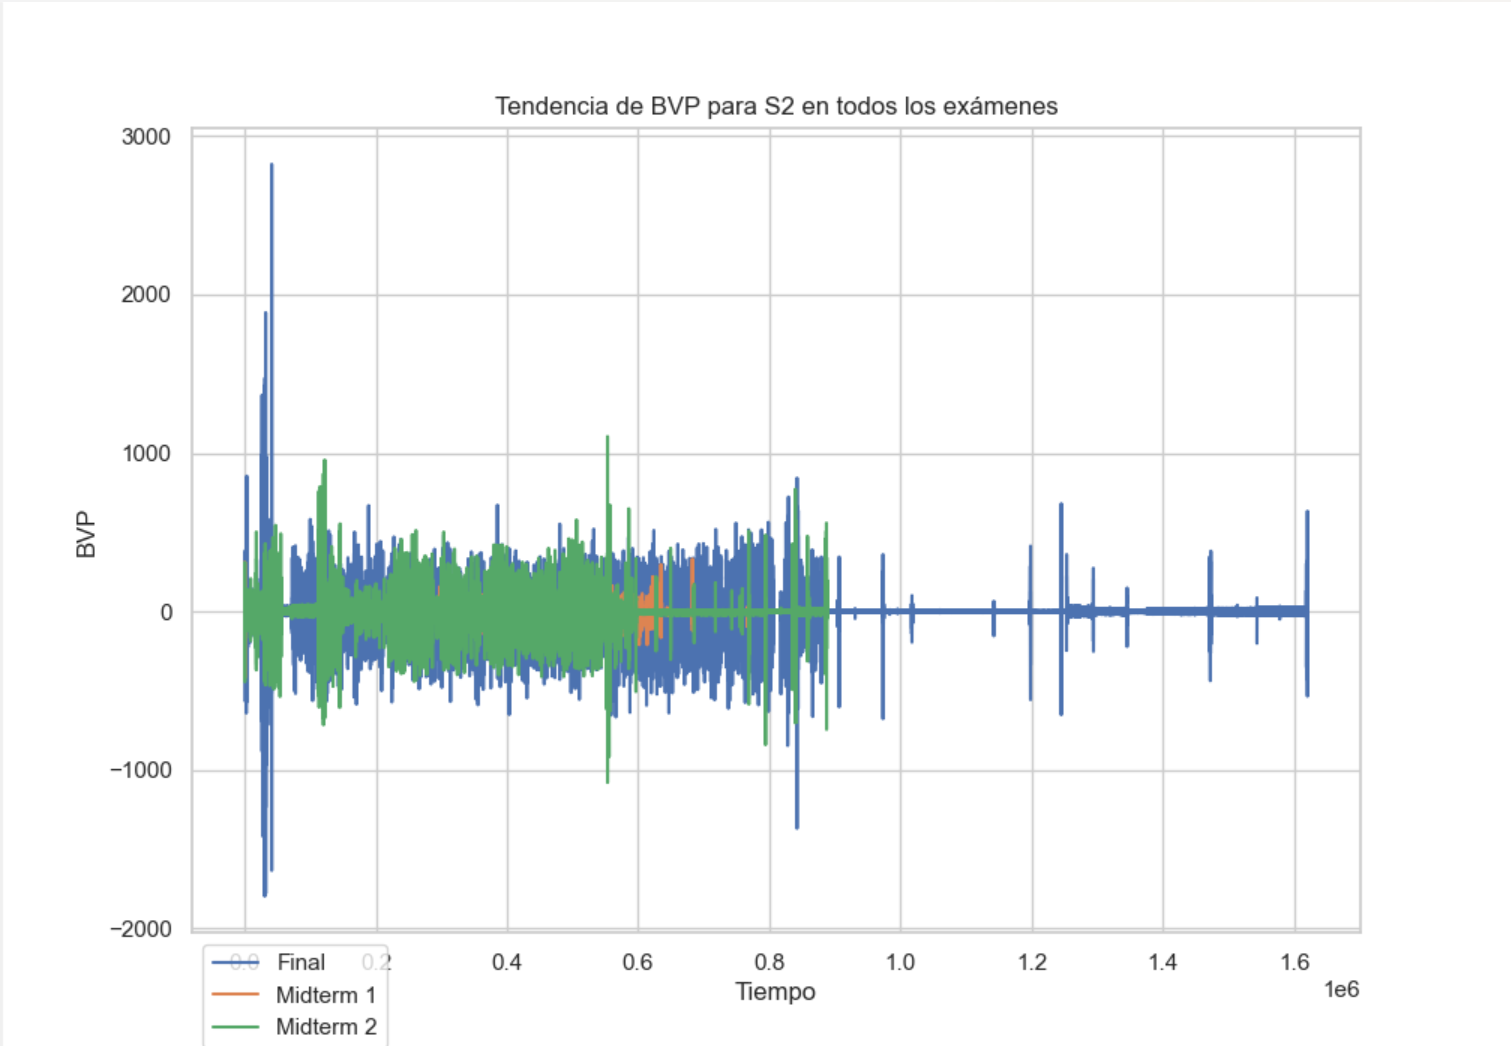 Tendencia de BVP para S2 en todos los exámenes
3000
2000
1000
0
−1000
−2000
BVP
0.0 0.2 0.4 0.6 0.8 1.0 1.2 1.4 1.6
1e6
Tiempo
Final
Midterm 1
Midterm 2